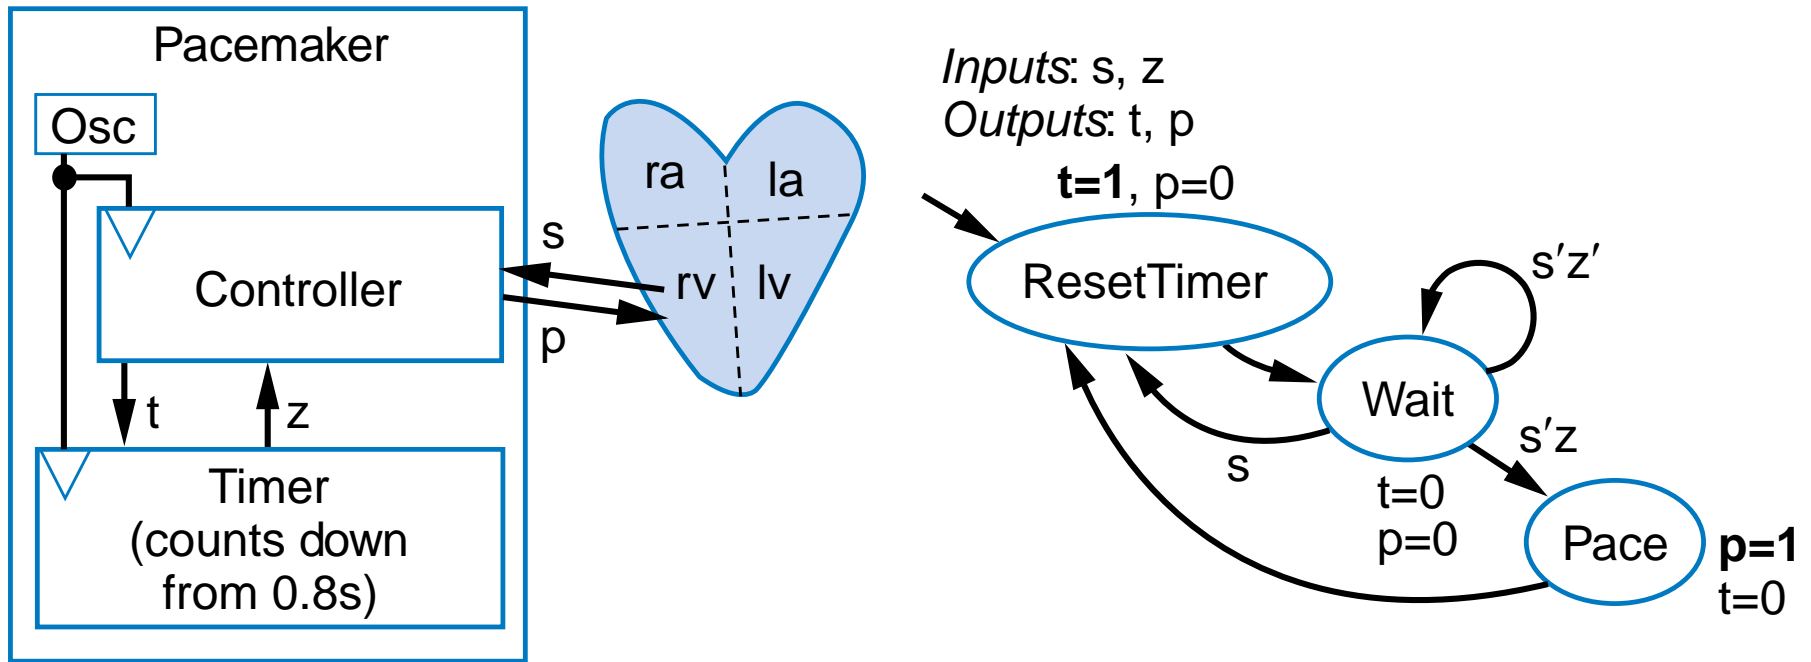 Pacemaker
Osc
Controller
s
p
t
z
Timer
(counts down
from 0.8s)
ra
la
rv
lv
Inputs: s, z
Outputs: t, p
t=1, p=0
ResetTimer
s′z′
Wait
s
s′z
t=0
p=0
Pace
p=1
t=0